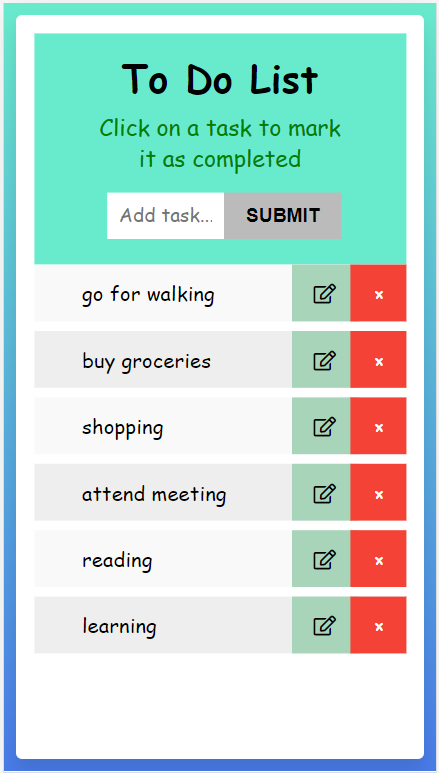 To Do List
Click on a task to mark
it as completed
Add task...
SUBMIT
go for walking
×
buy groceries
×
shopping
×
attend meeting
×
reading
×
learning
×